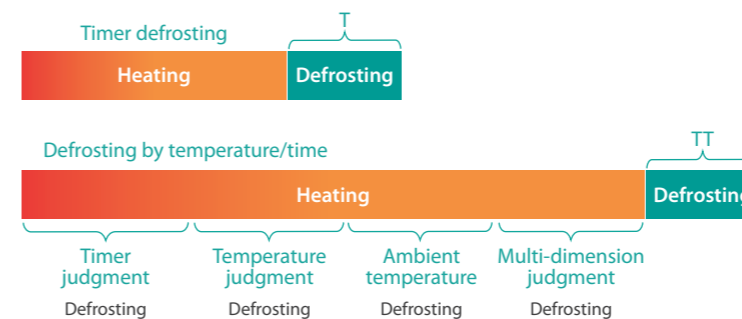 T
Timer defrosting
Heating Defrosting
TT
Defrosting by temperature/time
Heating Defrosting
Timer Temperature Ambient Multi-dimension
judgment judgment temperature judgment
Defrosting Defrosting Defrosting Defrosting